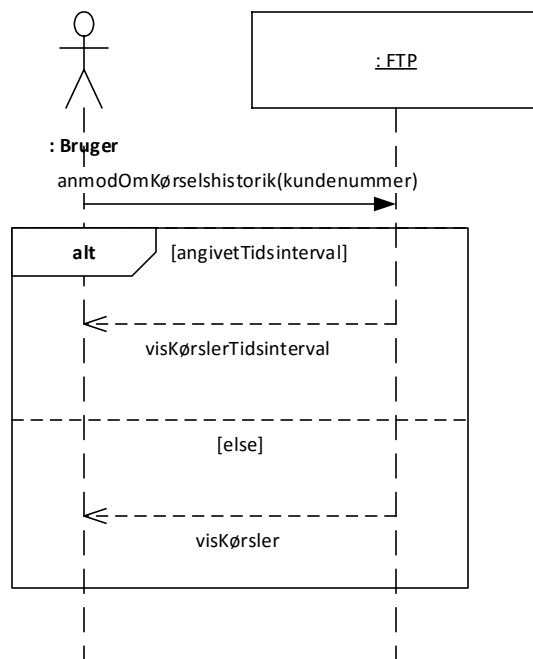 : FTP
: Bruger
anmodOmKørselshistorik(kundenummer)
alt
[angivetTidsinterval]
visKørslerTidsinterval
[else]
visKørsler